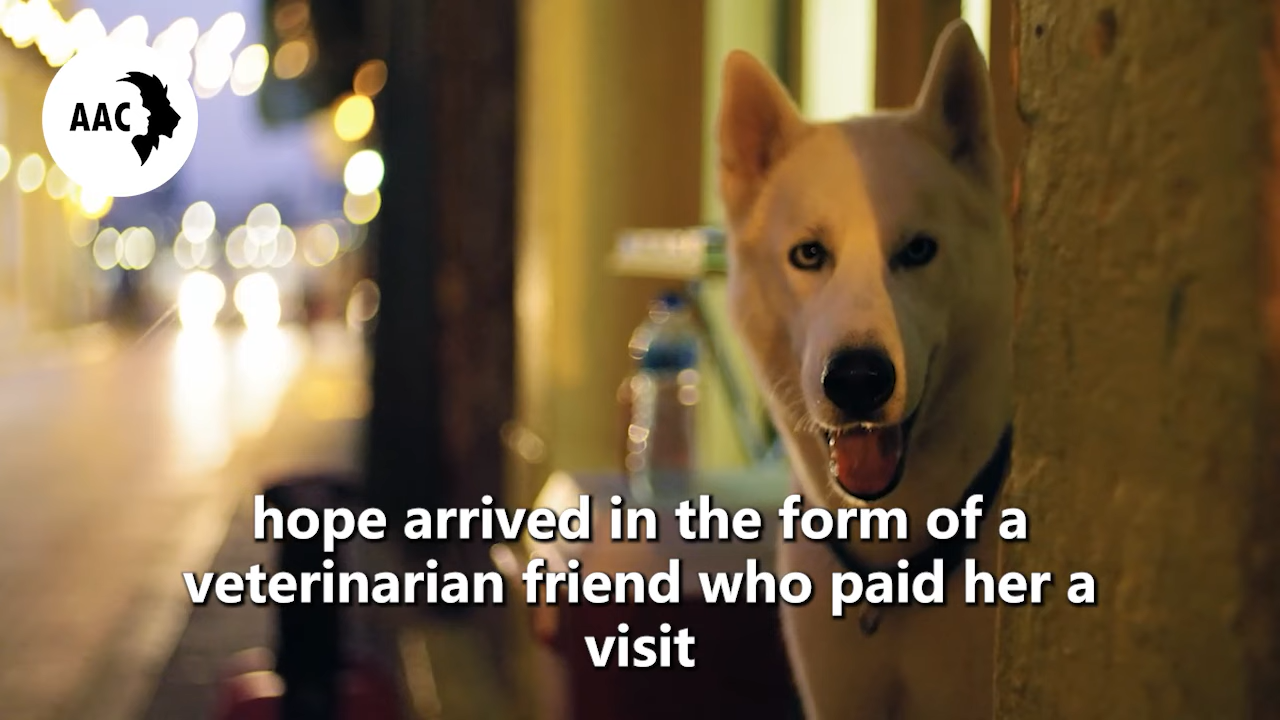 AAC
hope arrived in the form of a
veterinarian friend who paid her a
visit